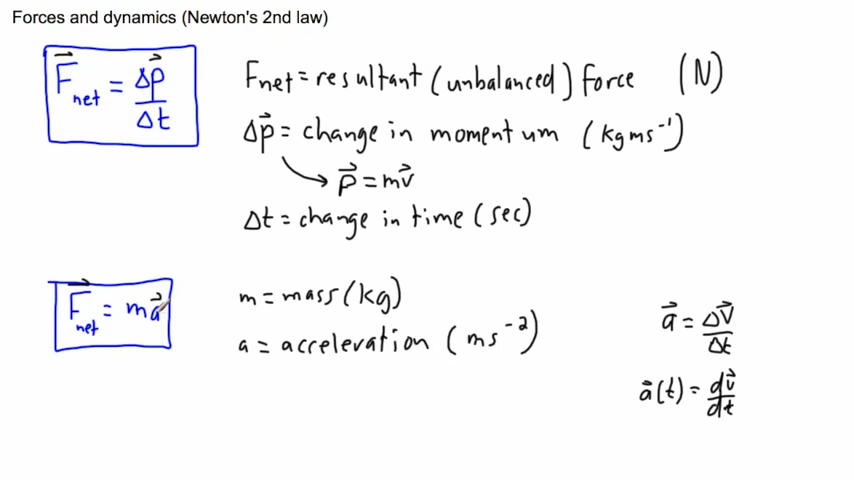 Forces and dynamics (Newton's 2nd law)
F⃗net = Δp⃗/Δt
Fnet = resultant (unbalanced) force (N)
Δp⃗ = change in momentum (kgms⁻¹)
p⃗ = mv⃗
Δt = change in time (sec)
F⃗net = ma⃗
m = mass (kg)
a = acceleration (ms⁻²)
a⃗ = Δv⃗/Δt
a⃗(t) = dv⃗/dt